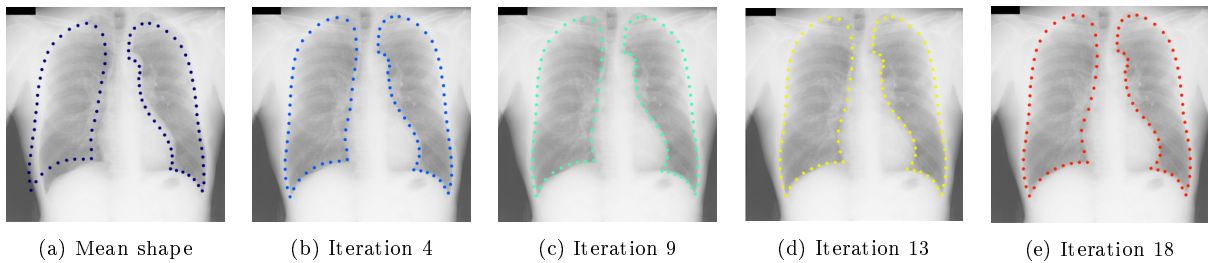 (a) Mean shape
(b) Iteration 4
(c) Iteration 9
(d) Iteration 13
(e) Iteration 18